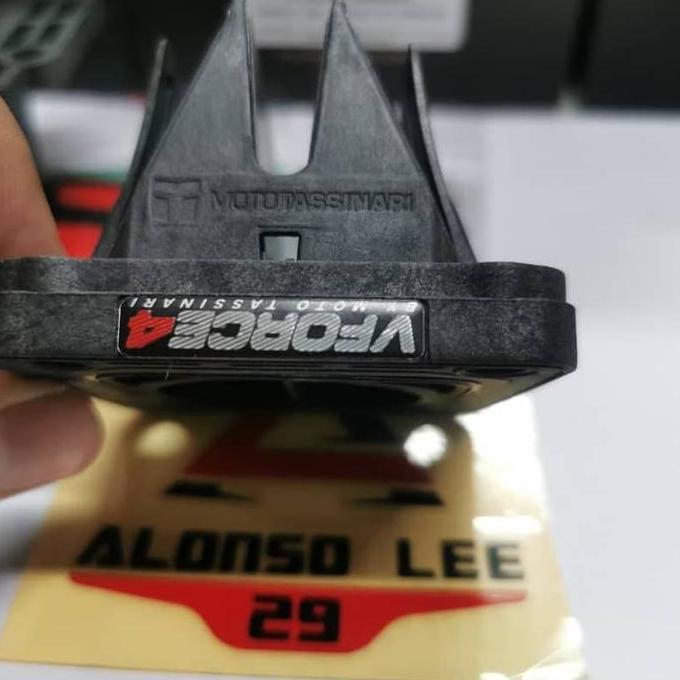 MOTOTASSINARI
VFORCE4
BY MOTO TASSINARI
ALONSO LEE
29